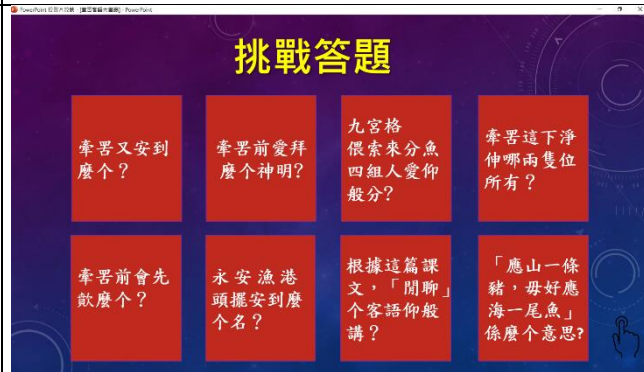 挑戰答題
牽罟又安到
麼个？
牽罟前愛拜
麼个神明?
九宮格
偎索來分魚
四組人愛仰
般分?
牽罟這下淨
伸哪兩隻位
所有？
牽罟前會先
歕麼个？
永安漁港
頭擺安到麼
个名？
根據這篇課
文，「閒聊」
个客語仰般
講？
「應山一條
豬，毋好應
海一尾魚」
係麼个意思?